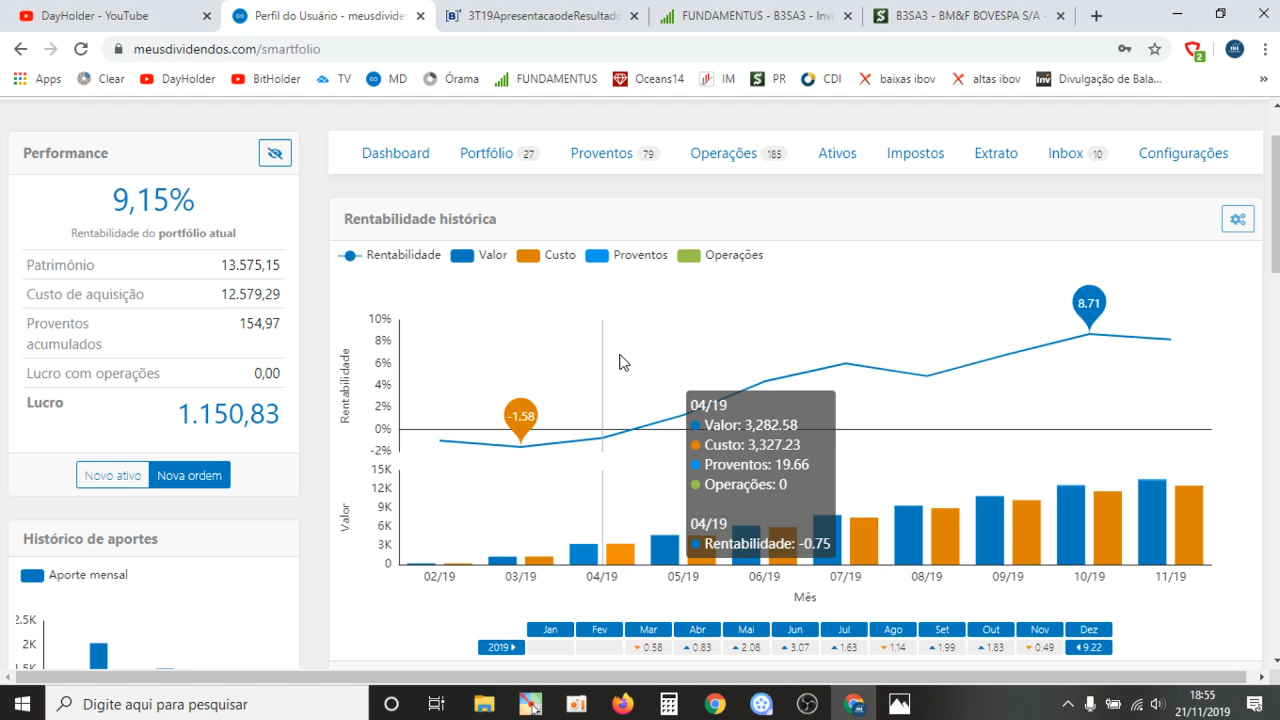 DayHolder - YouTube
Perfil do Usuário - meusdivide
3T19ApresentacaodeResultado
FUNDAMENTUS - B3SA3 - Invi
B3SA3 - BM&F BOVESPA S/A -
meusdividendos.com/smartfolio
2
Apps
Clear
DayHolder
BitHolder
TV
MD
Órama
FUNDAMENTUS
Oceans14
IM
PR
CDI
baixas ibov
altas ibov
Divulgação de Bala...
»
Performance
9,15%
Rentabilidade do portfólio atual
Patrimônio 13.575,15
Custo de aquisição 12.579,29
Proventos acumulados 154,97
Lucro com operações 0,00
Lucro 1.150,83
Novo ativo Nova ordem
Histórico de aportes
Aporte mensal
2.5K
2K
1.5K
Dashboard Portfólio 27 Proventos 79 Operações 185 Ativos Impostos Extrato Inbox 10 Configurações
Rentabilidade histórica
Rentabilidade Valor Custo Proventos Operações
Rentabilidade
10%
8%
6%
4%
2%
0%
-2%
-1.58
8.71
Valor
15K
12K
9K
6K
3K
0
04/19
Valor: 3,282.58
Custo: 3,327.23
Proventos: 19.66
Operações: 0
04/19
Rentabilidade: -0.75
02/19 03/19 04/19 05/19 06/19 07/19 08/19 09/19 10/19 11/19
Mês
Jan Fev Mar Abr Mai Jun Jul Ago Set Out Nov Dez
2019 0.58 0.83 2.08 3.07 1.63 1.14 1.99 1.83 0.49 9.22
Digite aqui para pesquisar
18:55
21/11/2019